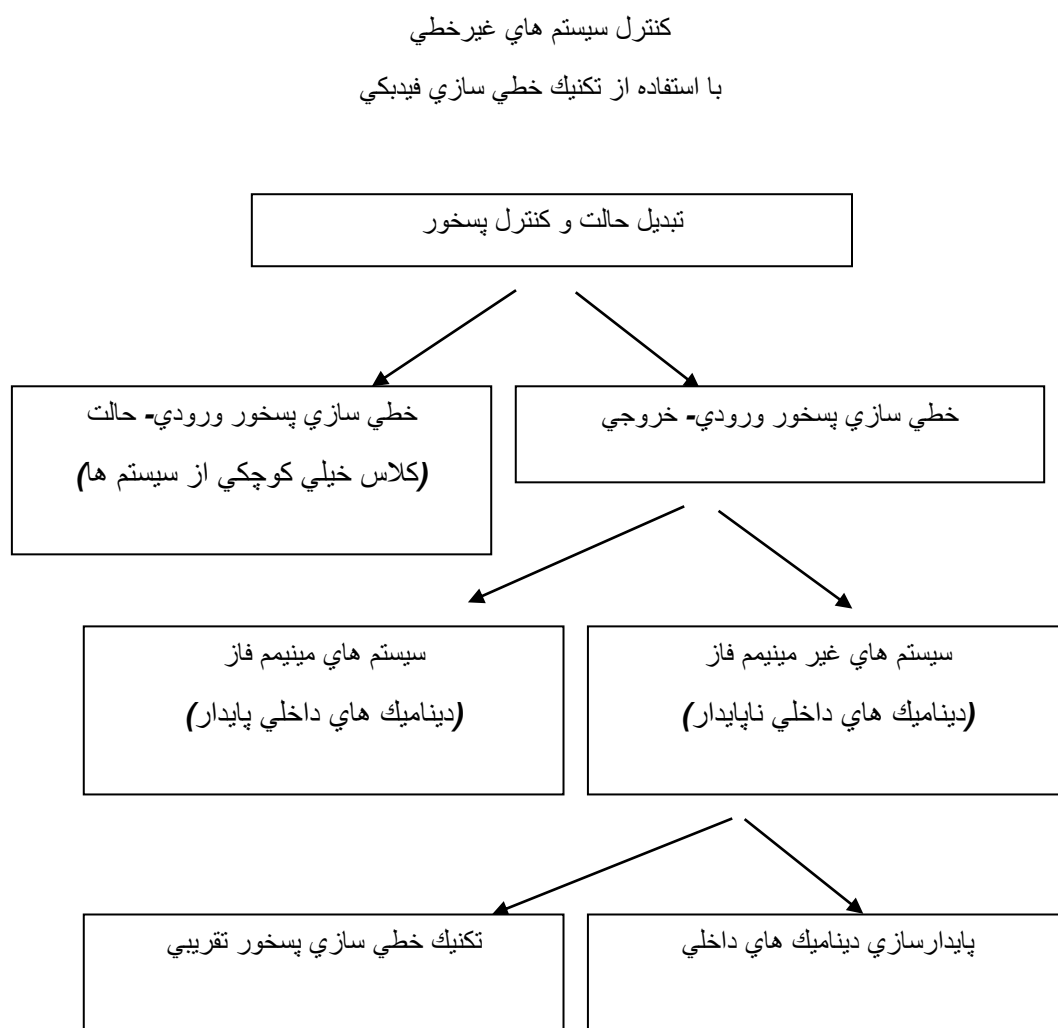 كنترل سيستم هاي غيرخطي
با استفاده از تكنيك خطي سازي فيدبكي
تبديل حالت و كنترل پسخور
خطي سازي پسخور ورودي- خروجي
خطي سازي پسخور ورودي- حالت
(كلاس خيلي كوچكي از سيستم ها)
سيستم هاي غير مينيمم فاز
(ديناميك هاي داخلي ناپايدار)
سيستم هاي مينيمم فاز
(ديناميك هاي داخلي پايدار)
پايدارسازي ديناميك هاي داخلي
تكنيك خطي سازي پسخور تقريبي